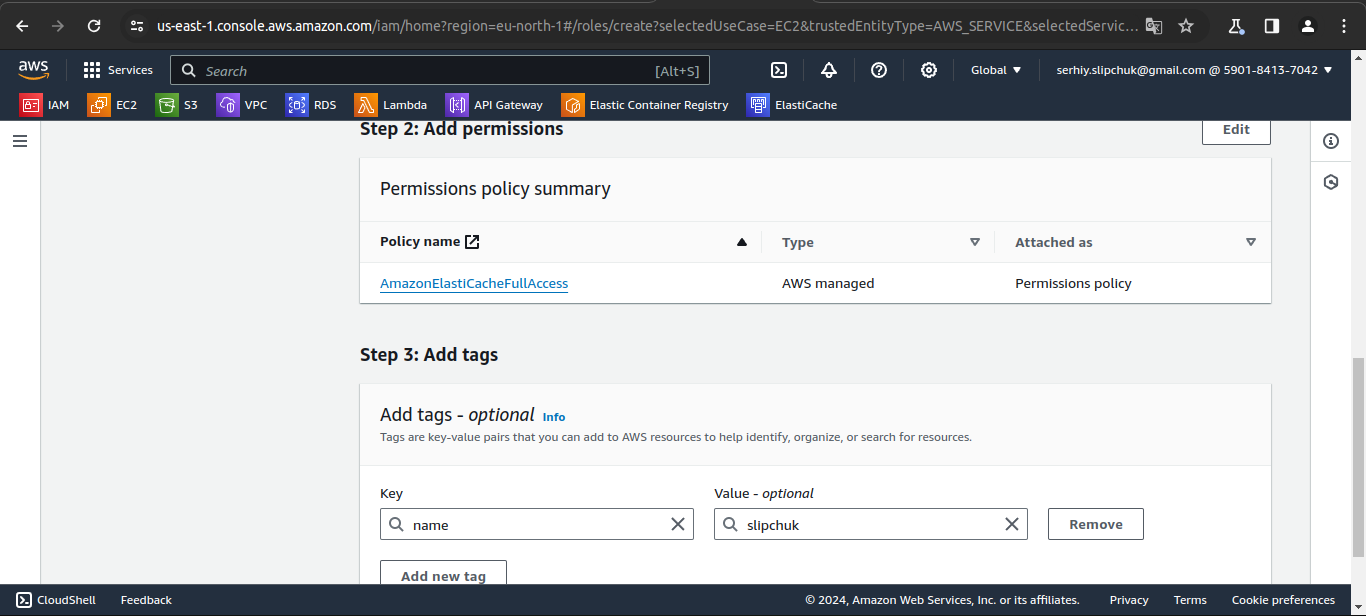 us-east-1.console.aws.amazon.com/iam/home?region=eu-north-1#/roles/create?selectedUseCase=EC2&trustedEntityType=AWS_SERVICE&selectedServic...
aws Services Search [Alt+S] Global serhiy.slipchuk@gmail.com @ 5901-8413-7042
IAM EC2 S3 VPC RDS Lambda API Gateway Elastic Container Registry ElastiCache
Step 2: Add permissions Edit
Permissions policy summary
Policy name Type Attached as
AmazonElastiCacheFullAccess AWS managed Permissions policy
Step 3: Add tags
Add tags - optional Info
Tags are key-value pairs that you can add to AWS resources to help identify, organize, or search for resources.
Key Value - optional
name slipchuk Remove
Add new tag
CloudShell Feedback © 2024, Amazon Web Services, Inc. or its affiliates. Privacy Terms Cookie preferences